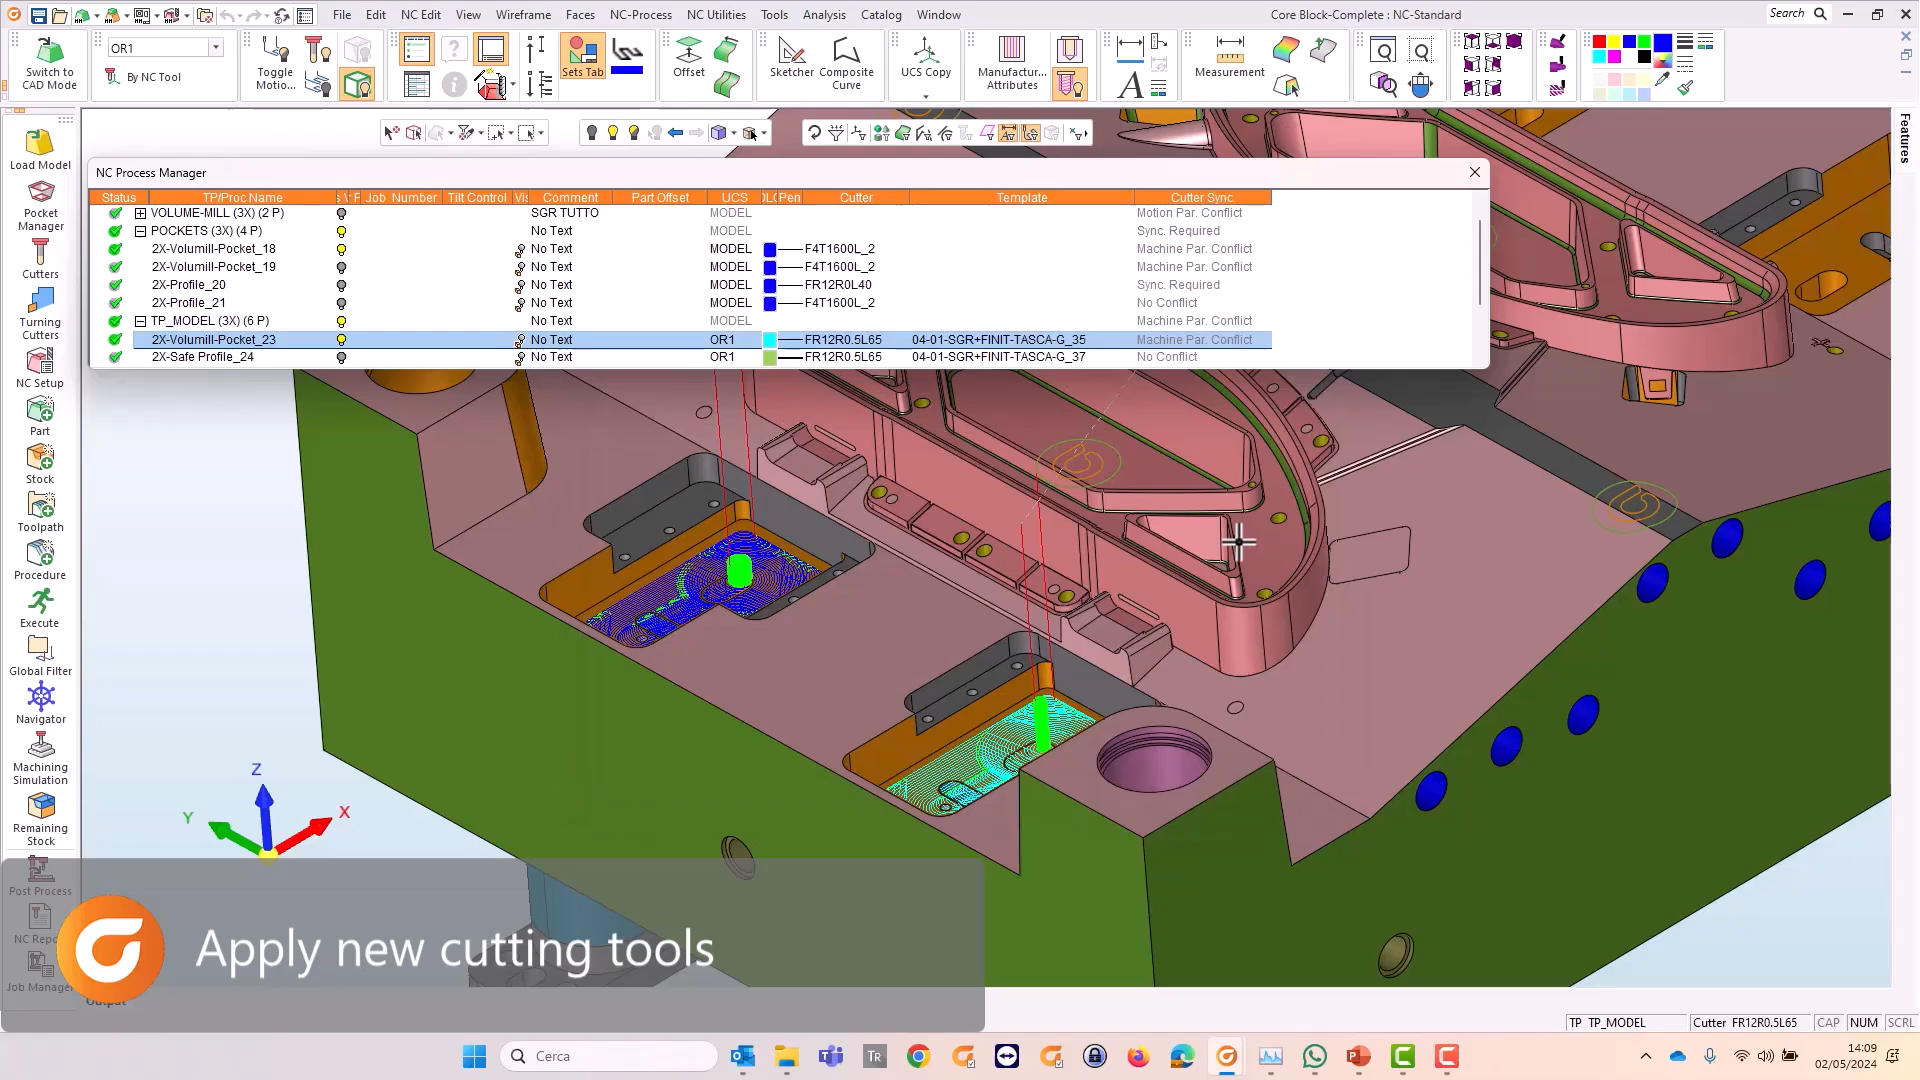 File Edit NC Edit View Wireframe Faces NC-Process NC Utilities Tools Analysis Catalog Window
Core Block-Complete : NC-Standard
Search
Switch to
CAD Mode
OR1
By NC Tool
Toggle
Motio...
Sets Tab
Offset
Sketcher
Composite
Curve
UCS Copy
Manufactur...
Attributes
Measurement
Features
Load Model
Pocket
Manager
Cutters
Turning
Cutters
NC Setup
Part
Stock
Toolpath
Procedure
Execute
Global Filter
Navigator
Machining
Simulation
Remaining
Stock
Post Process
NC Repo
Job Manager
Output
NC Process Manager
Status TP/Proc Name Job Number Tilt Control Vis Comment Part Offset UCS Pen Cutter Template Cutter Sync.
VOLUME-MILL (3X) (2 P) SGR TUTTO MODEL Motion Par. Conflict
POCKETS (3X) (4 P) No Text MODEL Sync. Required
2X-Volumill-Pocket_18 No Text MODEL F4T1600L_2 Machine Par. Conflict
2X-Volumill-Pocket_19 No Text MODEL F4T1600L_2 Machine Par. Conflict
2X-Profile_20 No Text MODEL FR12R0L40 Sync. Required
2X-Profile_21 No Text MODEL F4T1600L_2 No Conflict
TP_MODEL (3X) (6 P) No Text MODEL Machine Par. Conflict
2X-Volumill-Pocket_23 No Text OR1 FR12R0.5L65 04-01-SGR+FINIT-TASCA-G_35 Machine Par. Conflict
2X-Safe Profile_24 No Text OR1 FR12R0.5L65 04-01-SGR+FINIT-TASCA-G_37 No Conflict
Z
Y
X
Apply new cutting tools
TP TP_MODEL Cutter FR12R0.5L65 CAP NUM SCRL
Cerca
TR
14:09
02/05/2024